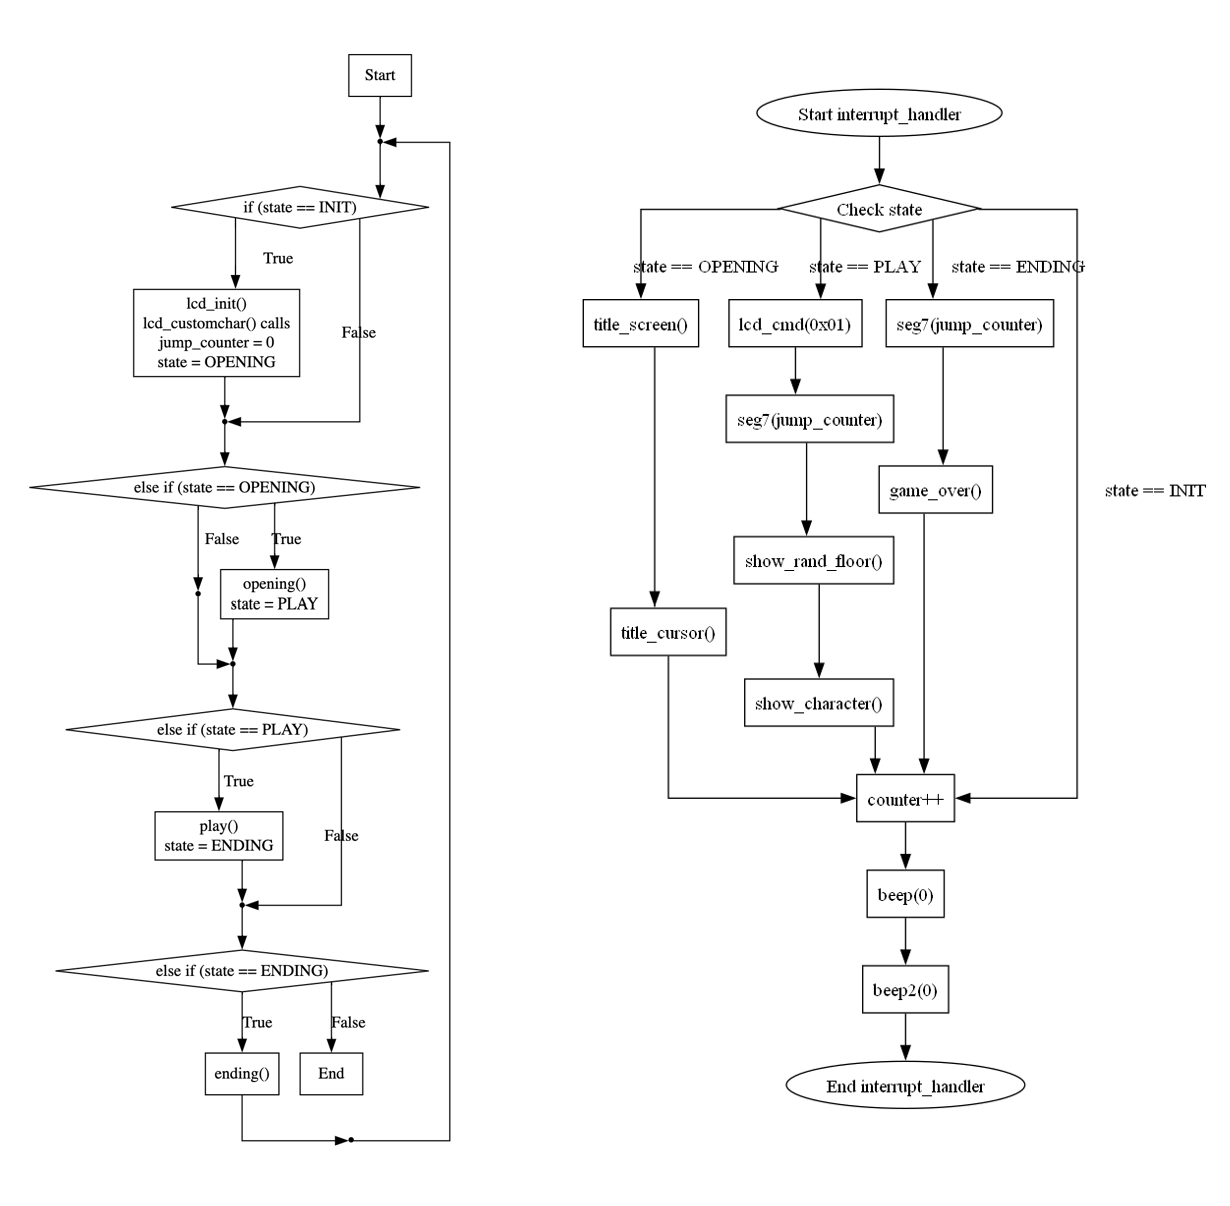 Start
if (state == INIT)
True
False
lcd_init()
lcd_customchar() calls
jump_counter = 0
state = OPENING
else if (state == OPENING)
False
True
opening()
state = PLAY
else if (state == PLAY)
True
False
play()
state = ENDING
else if (state == ENDING)
True
False
ending()
End
Start interrupt_handler
Check state
state == OPENING
state == PLAY
state == ENDING
state == INIT
title_screen()
lcd_cmd(0x01)
seg7(jump_counter)
seg7(jump_counter)
game_over()
show_rand_floor()
title_cursor()
show_character()
counter++
beep(0)
beep2(0)
End interrupt_handler